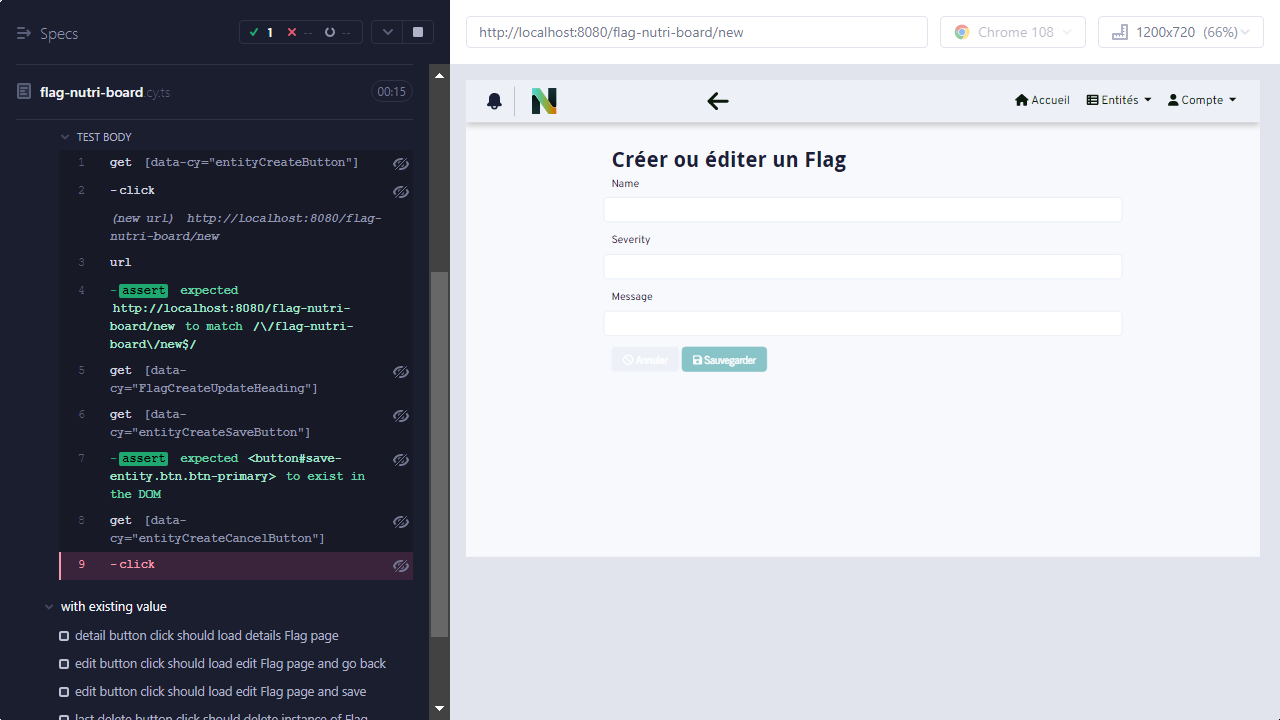 Specs
1
--
--
flag-nutri-board.cy.ts
00:15
TEST BODY
1 get [data-cy="entityCreateButton"]
2 -click
(new url) http://localhost:8080/flag-
nutri-board/new
3 url
4 -assert expected
http://localhost:8080/flag-nutri-
board/new to match /\/flag-nutri-
board\/new$/
5 get [data-
cy="FlagCreateUpdateHeading"]
6 get [data-
cy="entityCreateSaveButton"]
7 -assert expected <button#save-
entity.btn.btn-primary> to exist in
the DOM
8 get [data-
cy="entityCreateCancelButton"]
9 -click
with existing value
detail button click should load details Flag page
edit button click should load edit Flag page and go back
edit button click should load edit Flag page and save
last delete button click should delete instance of Flag
http://localhost:8080/flag-nutri-board/new
Chrome 108
1200x720 (66%)
N
Accueil
Entités
Compte
Créer ou éditer un Flag
Name
Severity
Message
Annuler
Sauvegarder